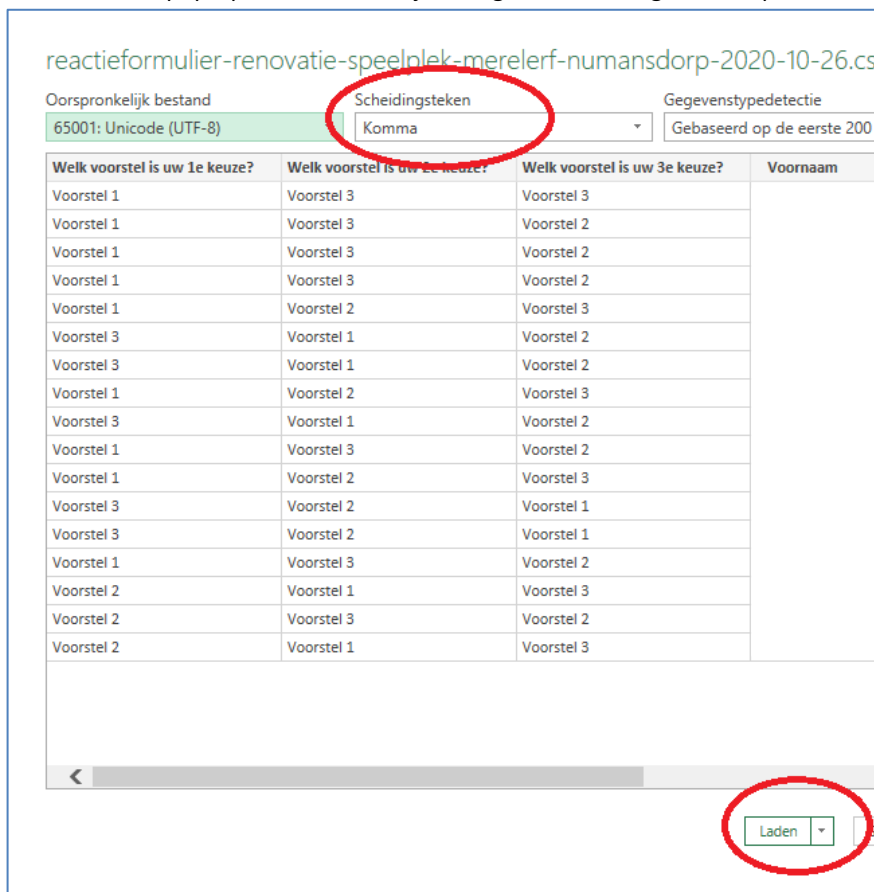 reactieformulier-renovatie-speelplek-merelerf-numansdorp-2020-10-26.cs
Oorspronkelijk bestand Scheidingsteken Gegevenstypedetectie
65001: Unicode (UTF-8) Komma Gebaseerd op de eerste 200
Welk voorstel is uw 1e keuze? Welk voorstel is uw 2e keuze? Welk voorstel is uw 3e keuze? Voornaam
Voorstel 1 Voorstel 3 Voorstel 3
Voorstel 1 Voorstel 3 Voorstel 2
Voorstel 1 Voorstel 3 Voorstel 2
Voorstel 1 Voorstel 3 Voorstel 2
Voorstel 1 Voorstel 2 Voorstel 3
Voorstel 3 Voorstel 1 Voorstel 2
Voorstel 3 Voorstel 1 Voorstel 2
Voorstel 1 Voorstel 2 Voorstel 3
Voorstel 3 Voorstel 1 Voorstel 2
Voorstel 1 Voorstel 3 Voorstel 2
Voorstel 1 Voorstel 2 Voorstel 3
Voorstel 3 Voorstel 2 Voorstel 1
Voorstel 3 Voorstel 2 Voorstel 1
Voorstel 1 Voorstel 3 Voorstel 2
Voorstel 2 Voorstel 1 Voorstel 3
Voorstel 2 Voorstel 3 Voorstel 2
Voorstel 2 Voorstel 1 Voorstel 3
Laden